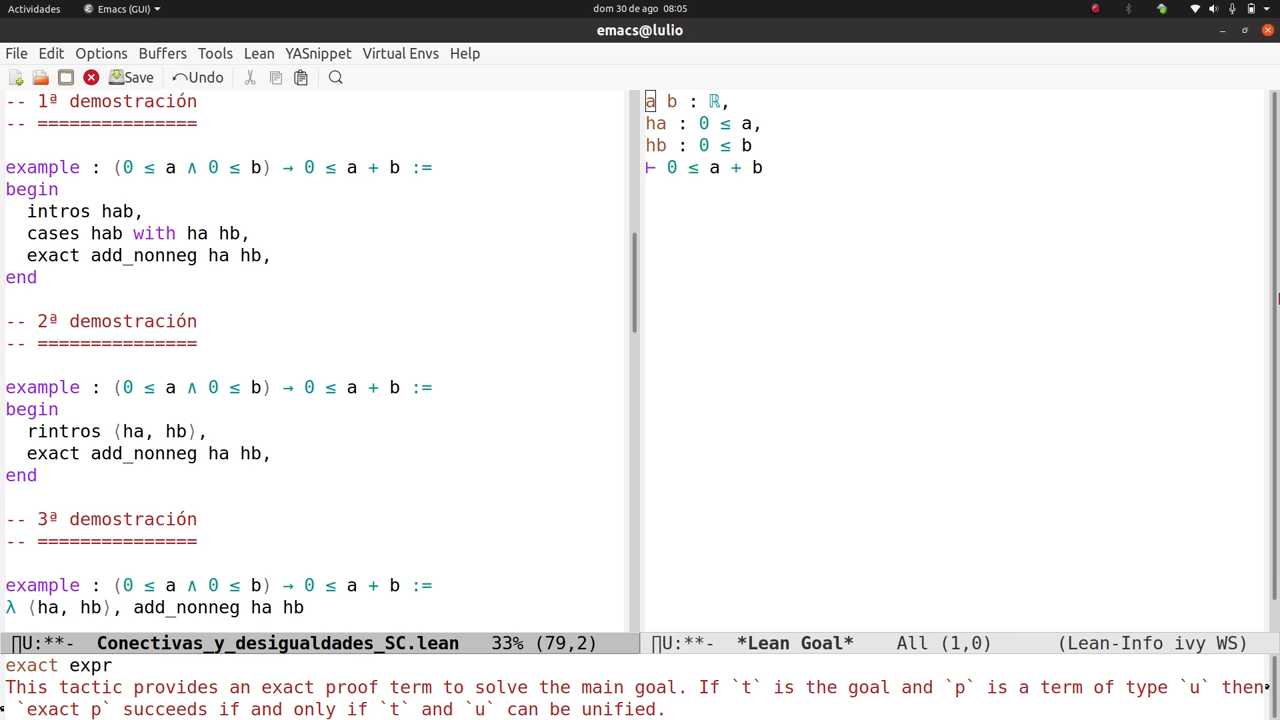 Actividades Emacs (GUI) dom 30 de ago 08:05
emacs@lulio
File Edit Options Buffers Tools Lean YASnippet Virtual Envs Help
Save Undo
-- 1ª demostración
-- ===============
example : (0 ≤ a ∧ 0 ≤ b) → 0 ≤ a + b :=
begin
  intros hab,
  cases hab with ha hb,
  exact add_nonneg ha hb,
end
-- 2ª demostración
-- ===============
example : (0 ≤ a ∧ 0 ≤ b) → 0 ≤ a + b :=
begin
  rintros ⟨ha, hb⟩,
  exact add_nonneg ha hb,
end
-- 3ª demostración
-- ===============
example : (0 ≤ a ∧ 0 ≤ b) → 0 ≤ a + b :=
λ ⟨ha, hb⟩, add_nonneg ha hb
U:**-  Conectivas_y_desigualdades_SC.lean   33% (79,2)
a b : ℝ,
ha : 0 ≤ a,
hb : 0 ≤ b
⊢ 0 ≤ a + b
U:**-  *Lean Goal*    All (1,0)      (Lean-Info ivy WS)
exact expr
This tactic provides an exact proof term to solve the main goal. If `t` is the goal and `p` is a term of type `u` then
`exact p` succeeds if and only if `t` and `u` can be unified.